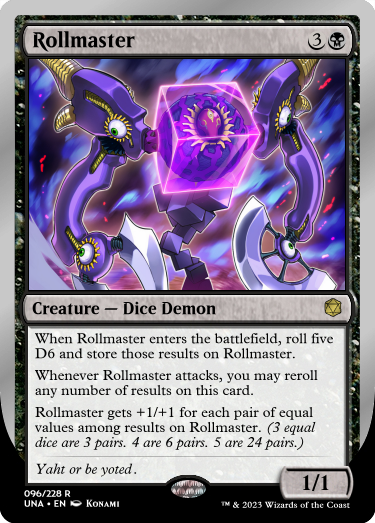 Rollmaster 3
Creature — Dice Demon
When Rollmaster enters the battlefield, roll five
D6 and store those results on Rollmaster.
Whenever Rollmaster attacks, you may reroll
any number of results on this card.
Rollmaster gets +1/+1 for each pair of equal
values among results on Rollmaster. (3 equal
dice are 3 pairs. 4 are 6 pairs. 5 are 24 pairs.)
Yaht or be voted.
1/1
096/228 R
UNA • EN Konami
™ & 2023 Wizards of the Coast